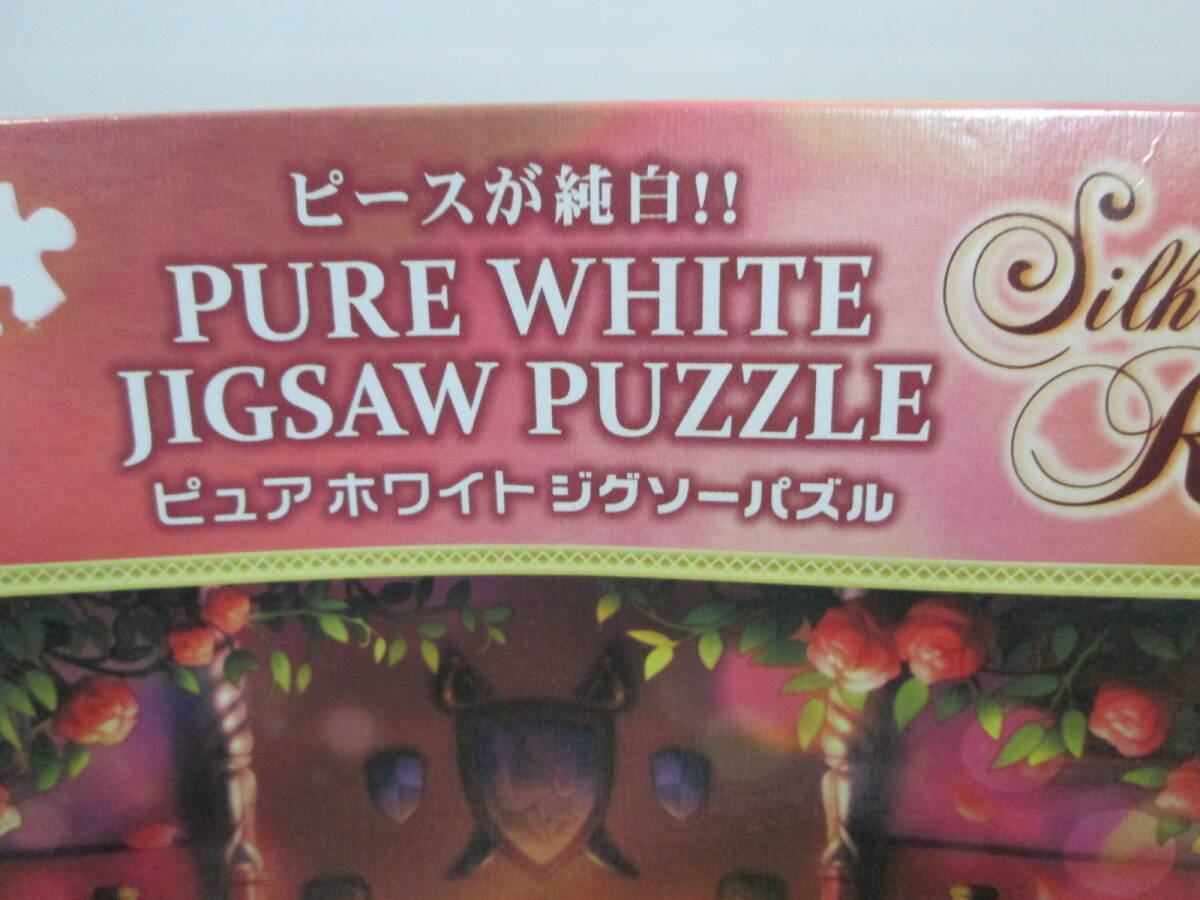 ピースが純白!!
PURE WHITE
JIGSAW PUZZLE
ピュア ホワイト ジグソーパズル
Silk